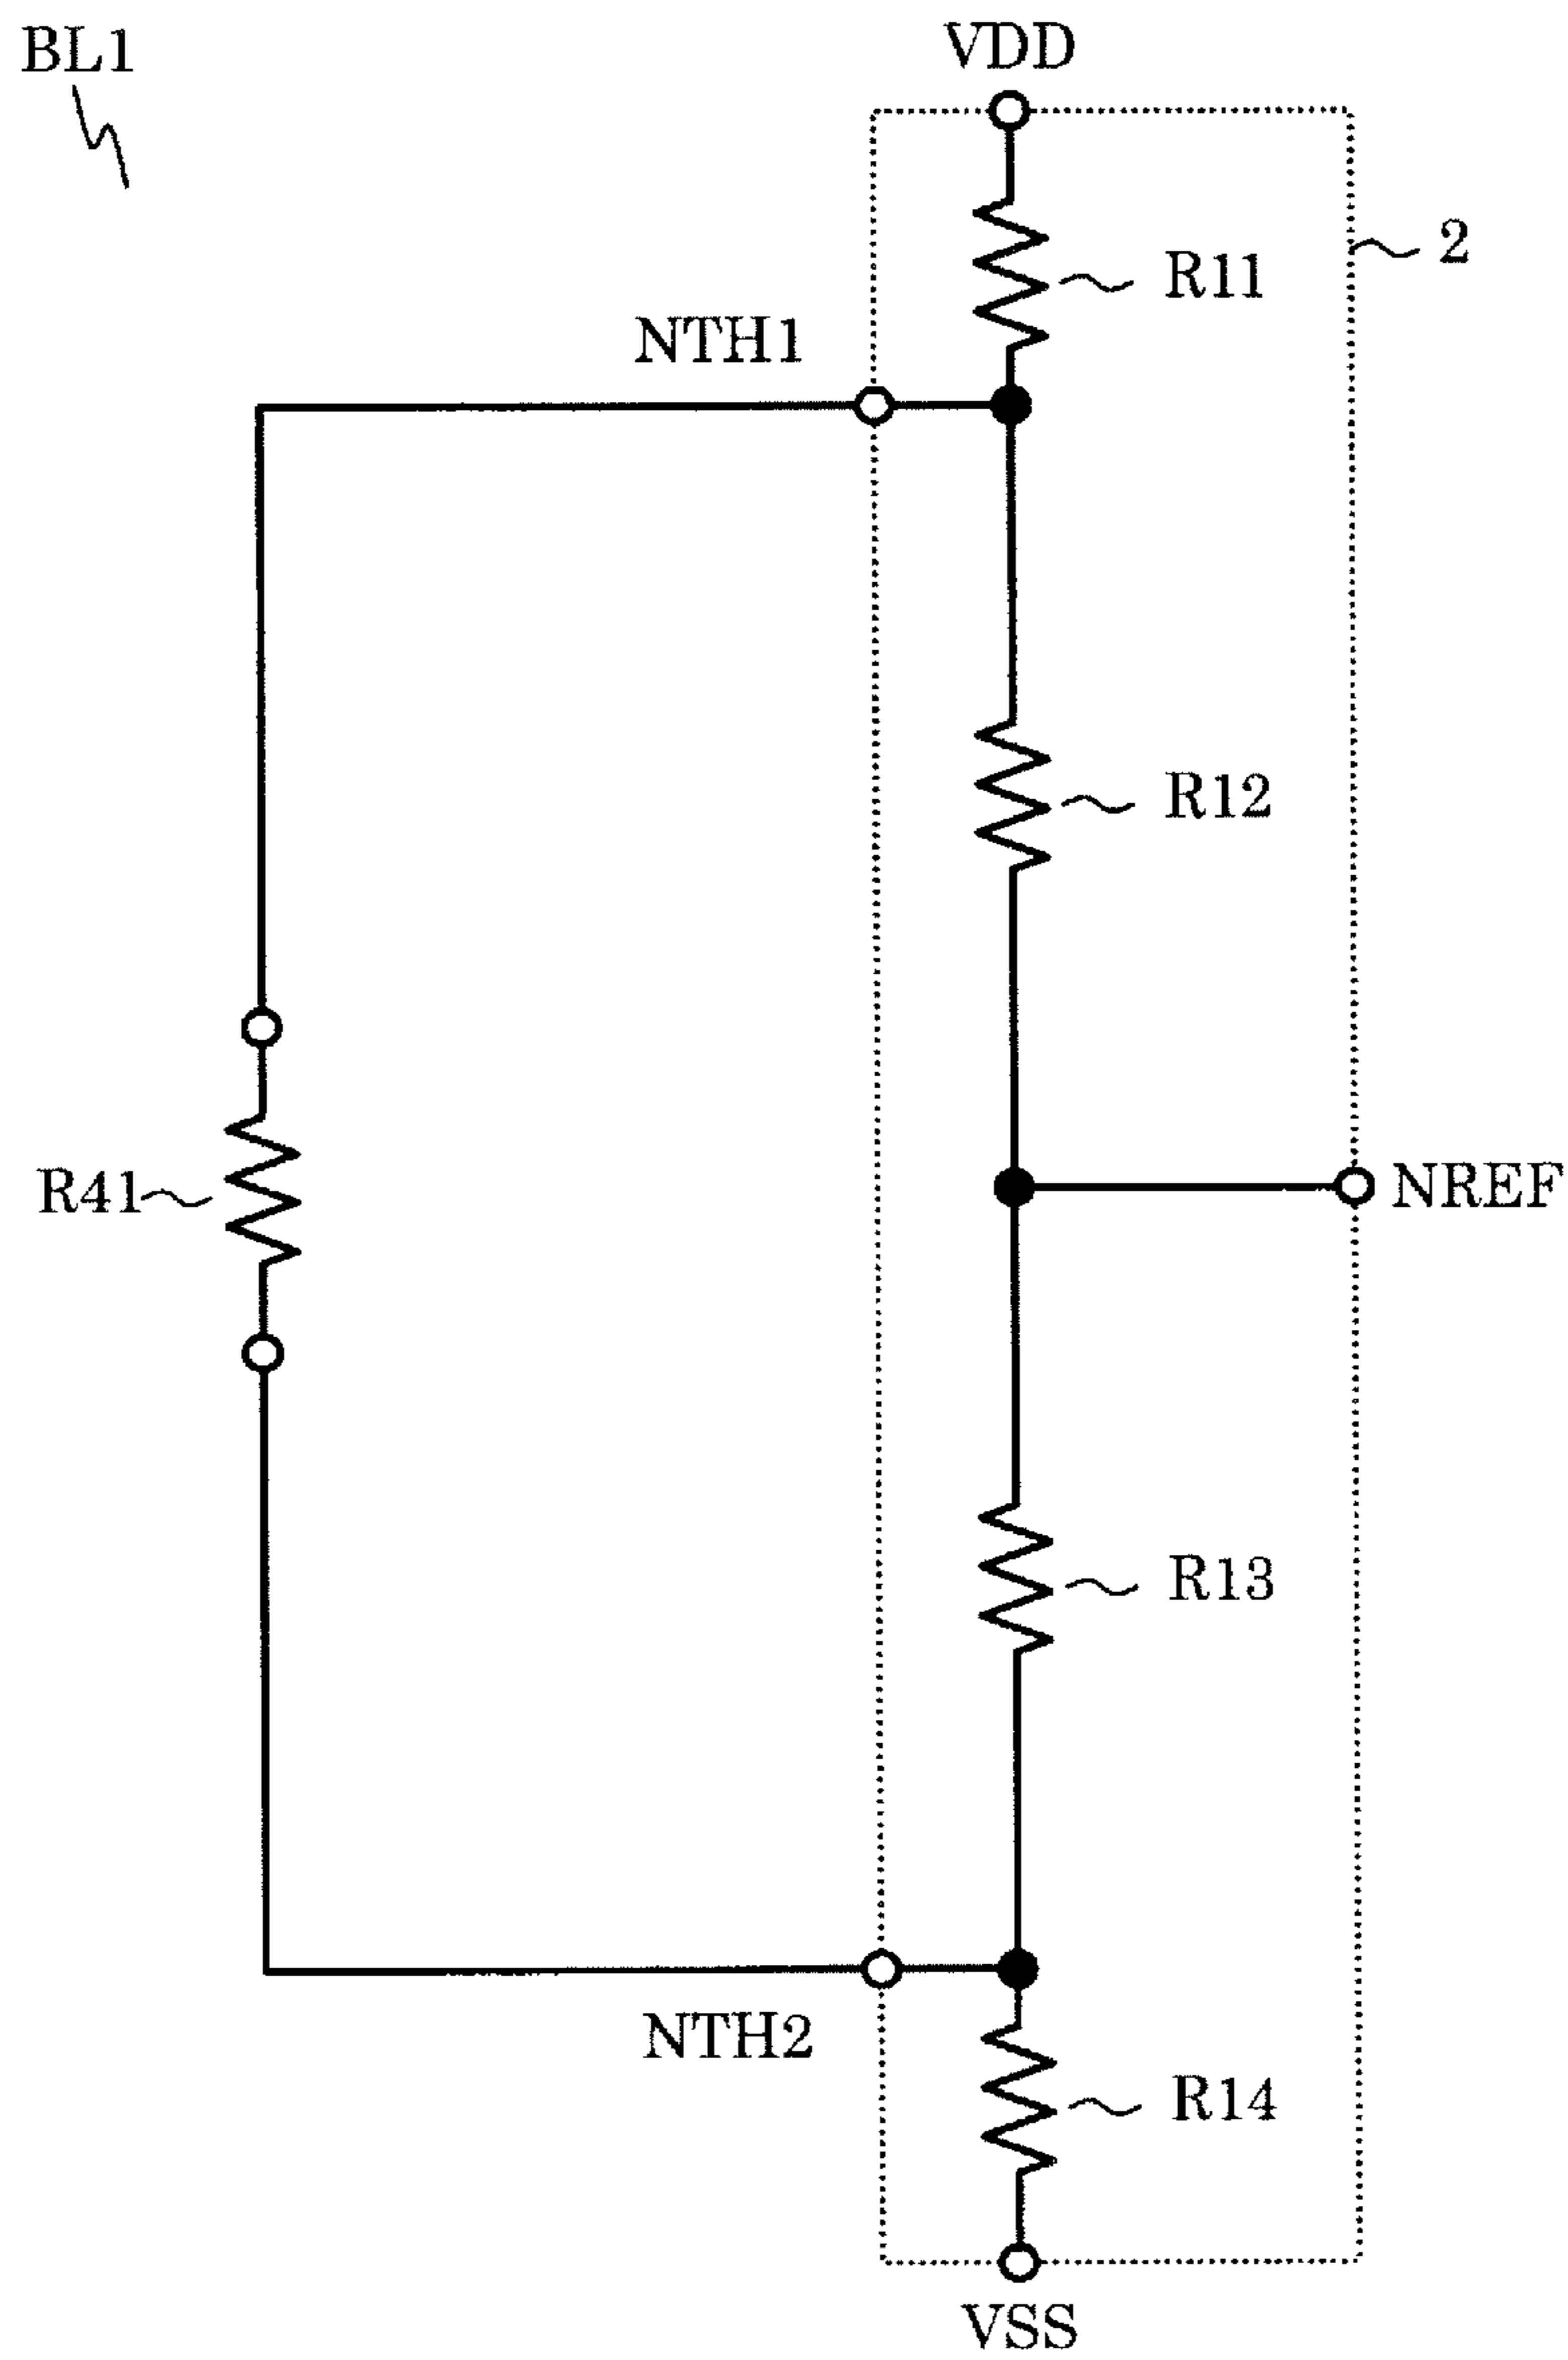 BL1
VDD
2
R11
NTH1
R12
R41
NREF
R13
NTH2
R14
VSS